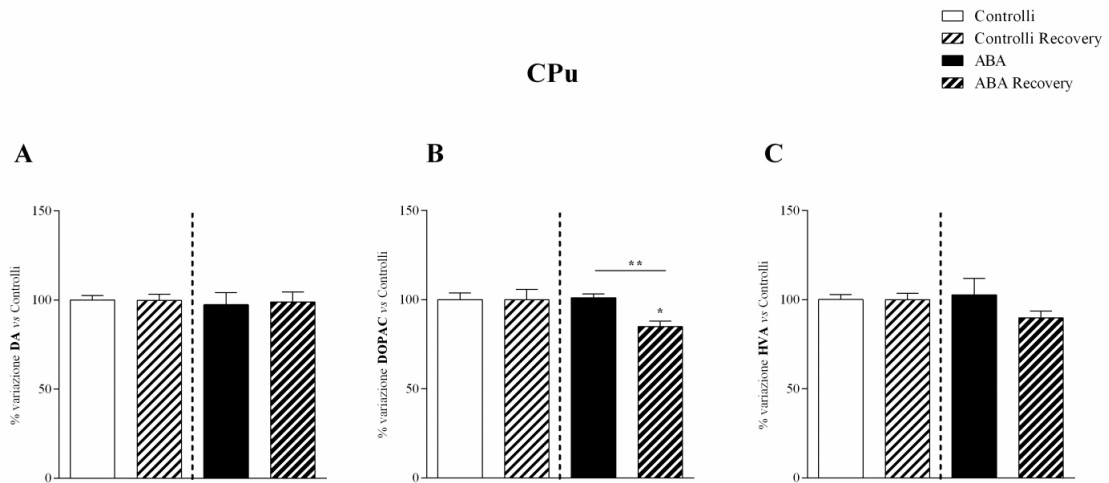 Controlli
Controlli Recovery
ABA
ABA Recovery
CPu
A
B
C
% variazione DA vs Controlli
150
100
50
0
% variazione DOPAC vs Controlli
150
100
50
0
**
*
% variazione HVA vs Controlli
150
100
50
0